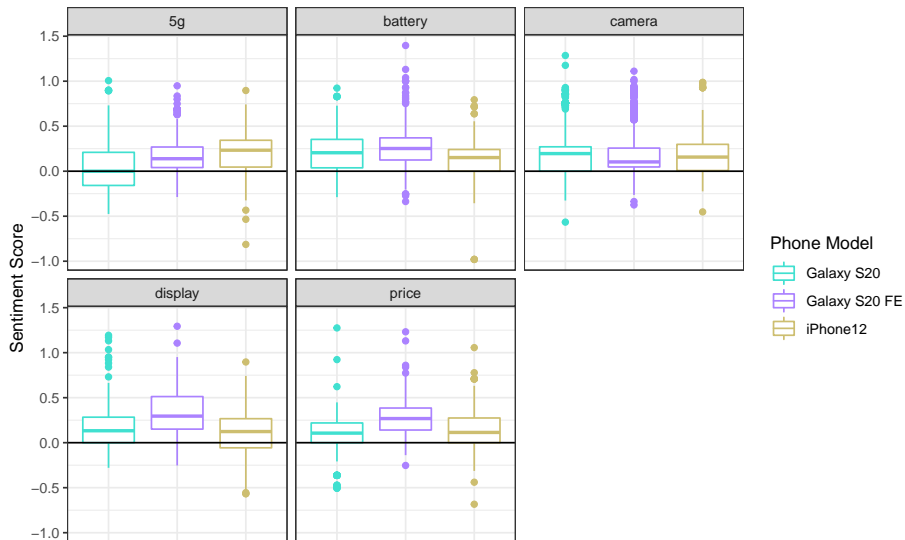 5g battery camera
1.5
1.0
0.5
0.0
−0.5
−1.0
display price
1.5
1.0
0.5
0.0
−0.5
−1.0
Sentiment Score
Phone Model
Galaxy S20
Galaxy S20 FE
iPhone12